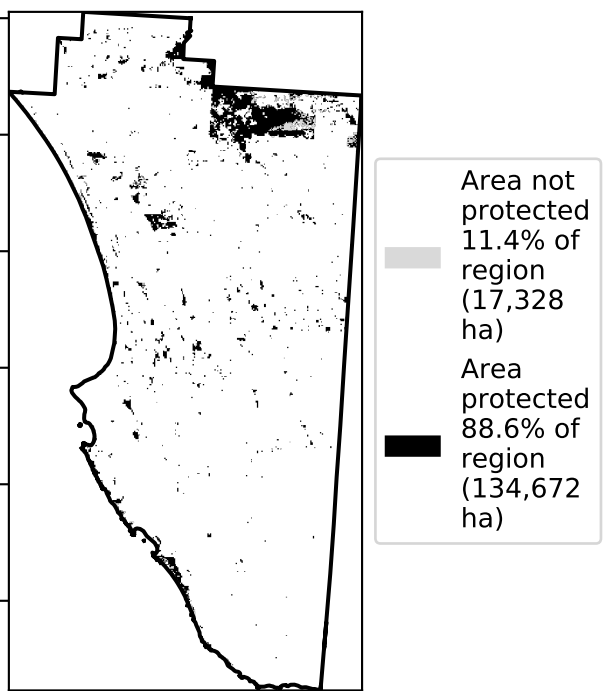 Area not
protected
11.4% of
region
(17,328
ha)
Area
protected
88.6% of
region
(134,672
ha)